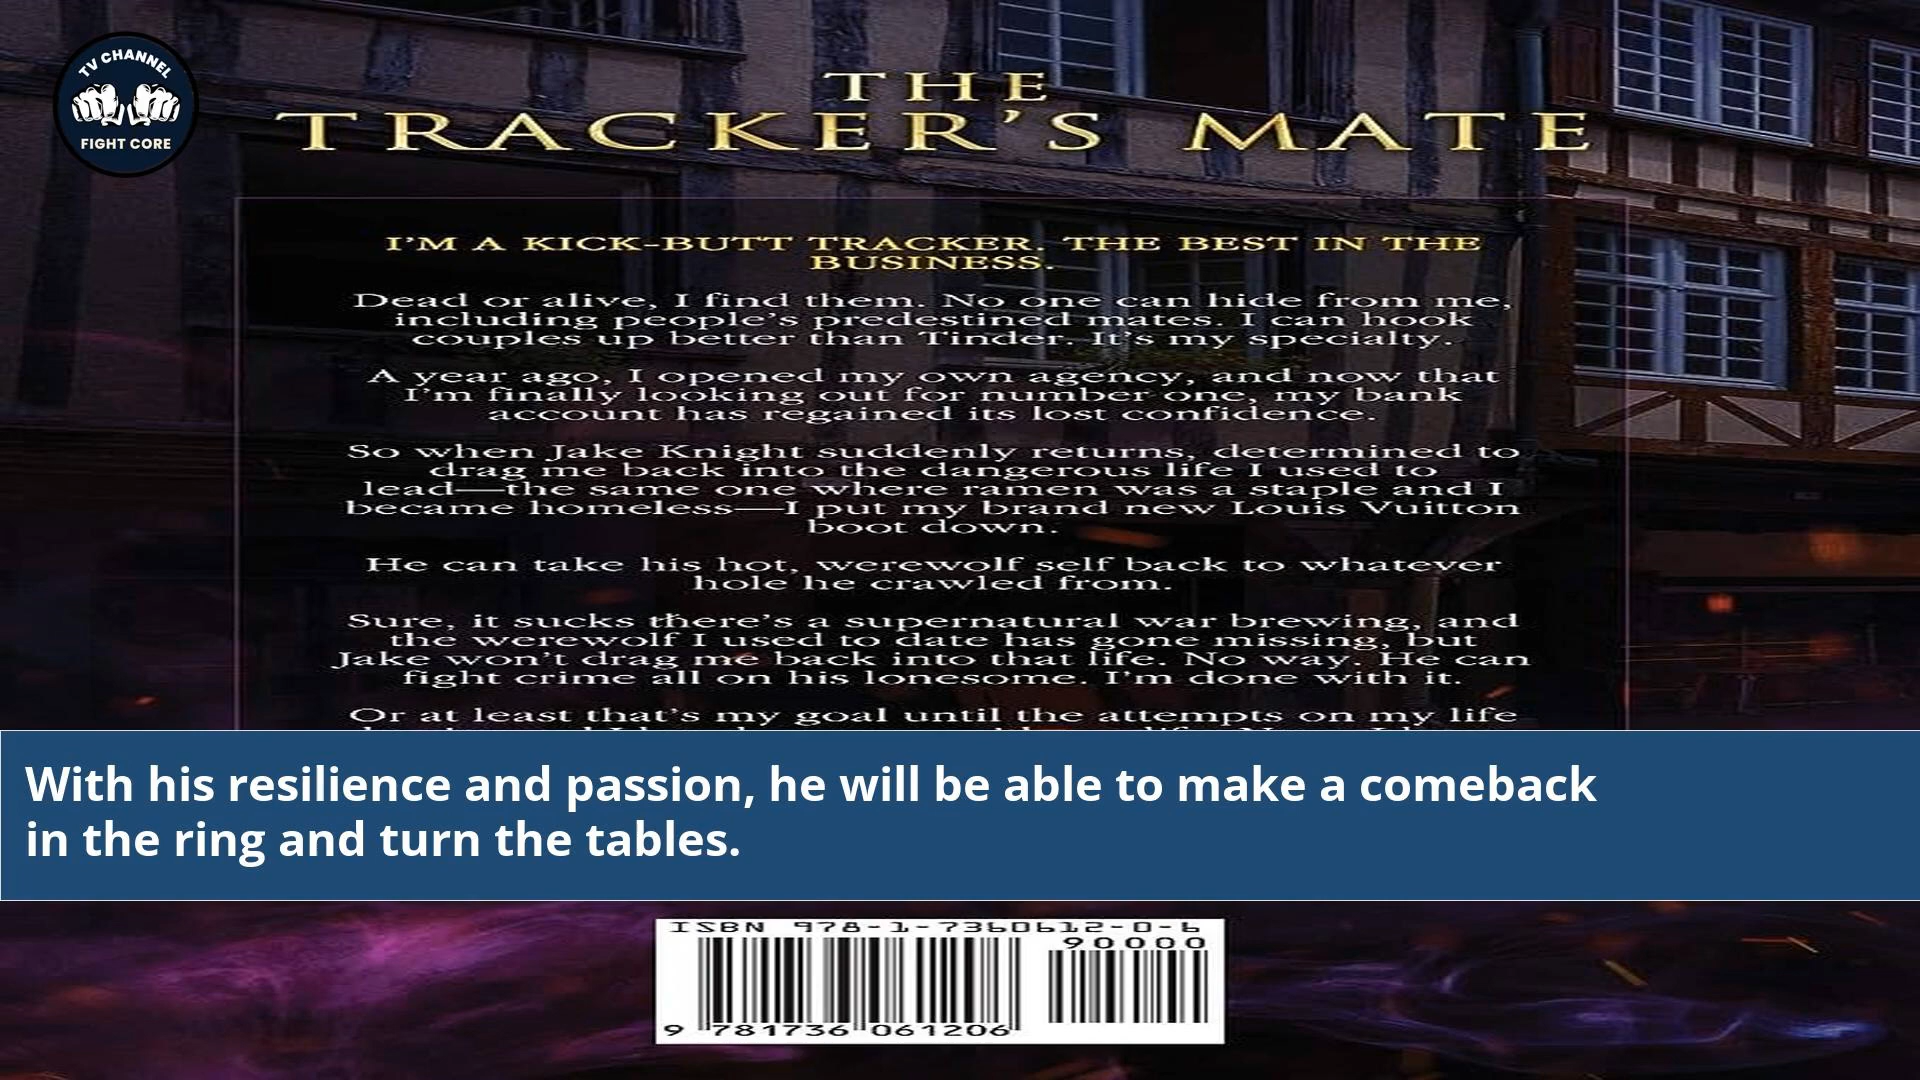 TV CHANNEL
FIGHT CORE
THE
TRACKER'S MATE
I'M A KICK-BUTT TRACKER. THE BEST IN THE
BUSINESS.
Dead or alive, I find them. No one can hide from me,
including people's predestined mates. I can hook
couples up better than Tinder. It's my specialty.
A year ago, I opened my own agency, and now that
I'm finally looking out for number one, my bank
account has regained its lost confidence.
So when Jake Knight suddenly returns, determined to
drag me back into the dangerous life I used to
lead—the same one where ramen was a staple and I
became homeless—I put my brand new Louis Vuitton
boot down.
He can take his hot, werewolf self back to whatever
hole he crawled from.
Sure, it sucks there's a supernatural war brewing, and
the werewolf I used to date has gone missing, but
Jake won't drag me back into that life. No way. He can
fight crime all on his lonesome. I'm done with it.
Or at least that's my goal until the attempts on my life
With his resilience and passion, he will be able to make a comeback
in the ring and turn the tables.
ISBN 978-1-7360612-0-6
90000
9 781736 061206